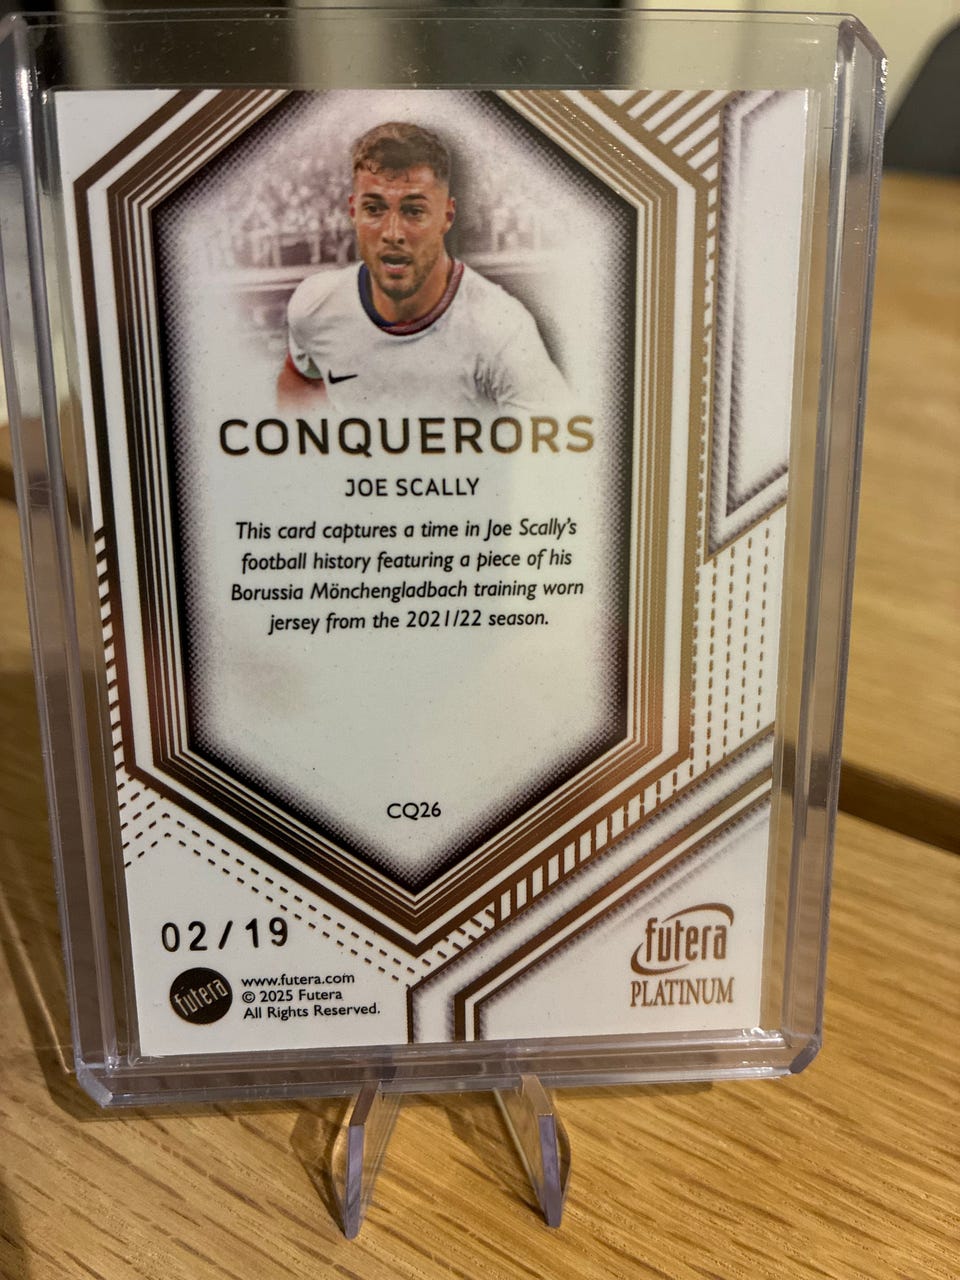 CONQUERORS
JOE SCALLY
This card captures a time in Joe Scally's
football history featuring a piece of his
Borussia Mönchengladbach training worn
jersey from the 2021/22 season.
CQ26
02/19
futera
www.futera.com
© 2025 Futera
All Rights Reserved.
futera
PLATINUM